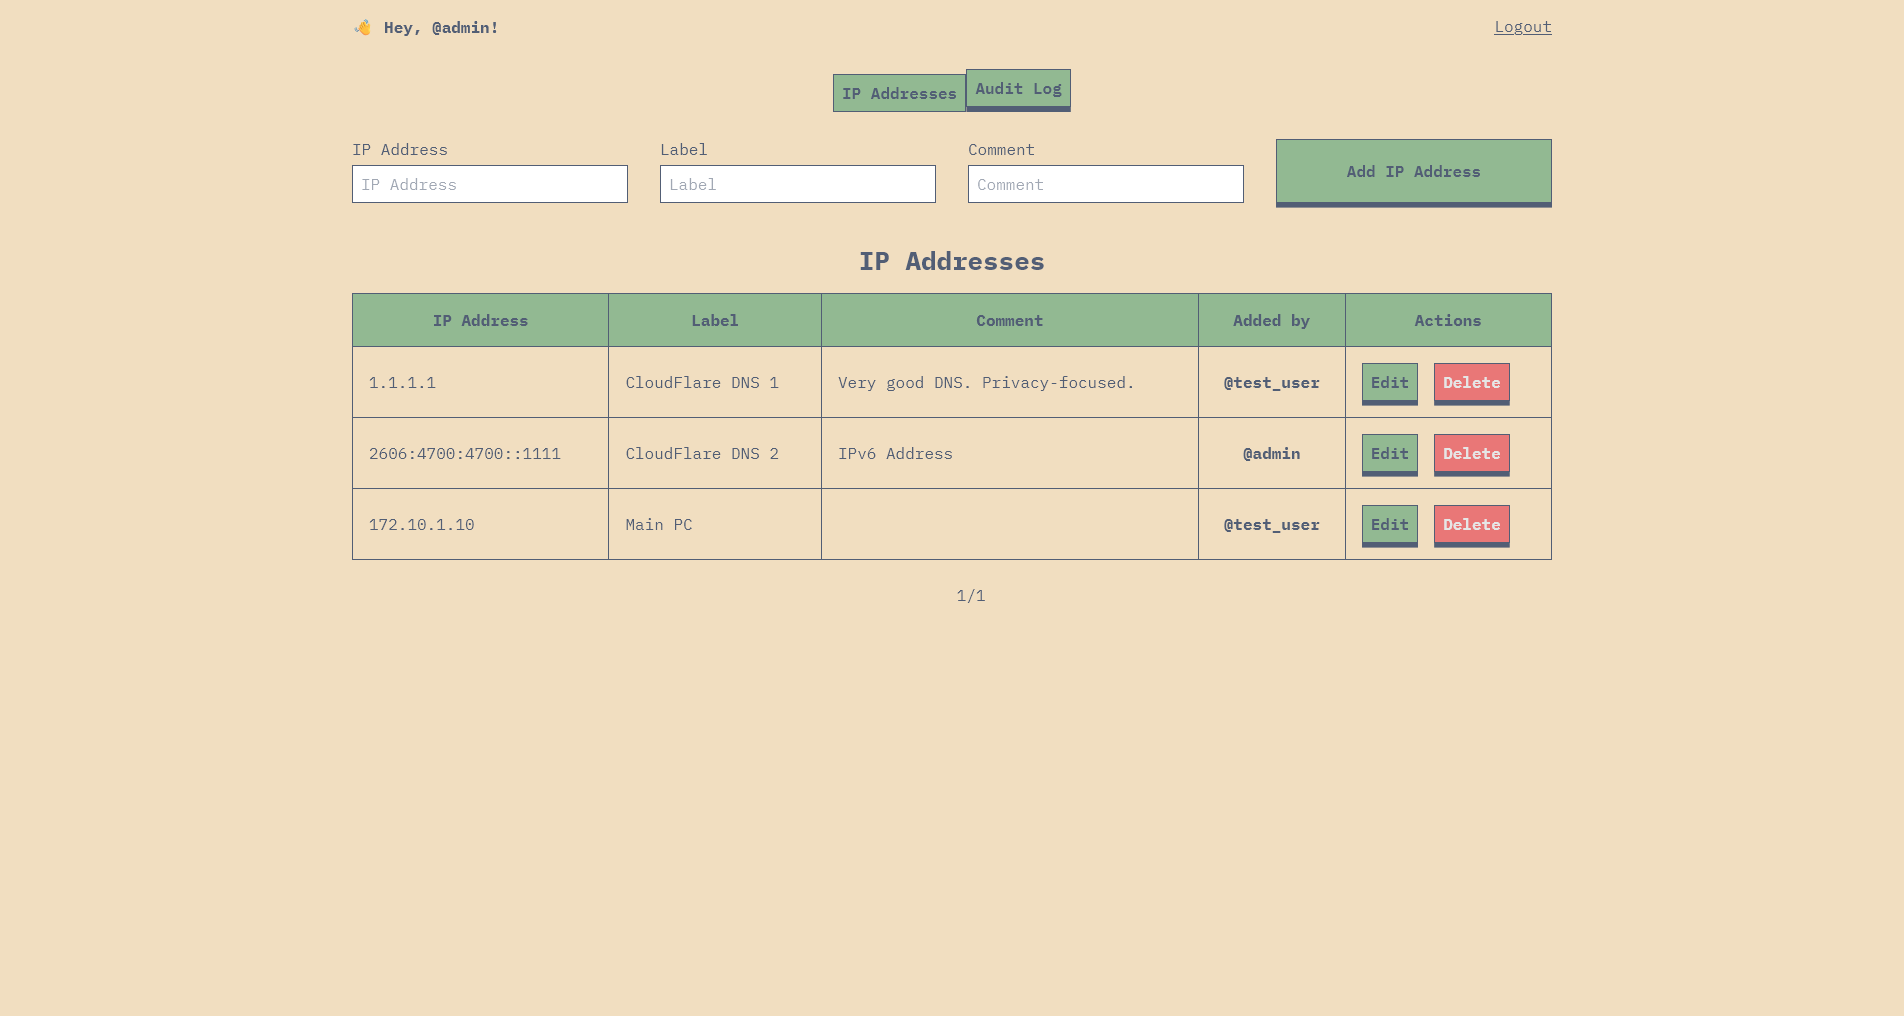 👋 Hey, @admin! Logout
IP Addresses Audit Log
IP Address Label Comment
IP Address Label Comment Add IP Address
IP Addresses
IP Address Label Comment Added by Actions
1.1.1.1 CloudFlare DNS 1 Very good DNS. Privacy-focused. @test_user Edit Delete
2606:4700:4700::1111 CloudFlare DNS 2 IPv6 Address @admin Edit Delete
172.10.1.10 Main PC @test_user Edit Delete
1/1